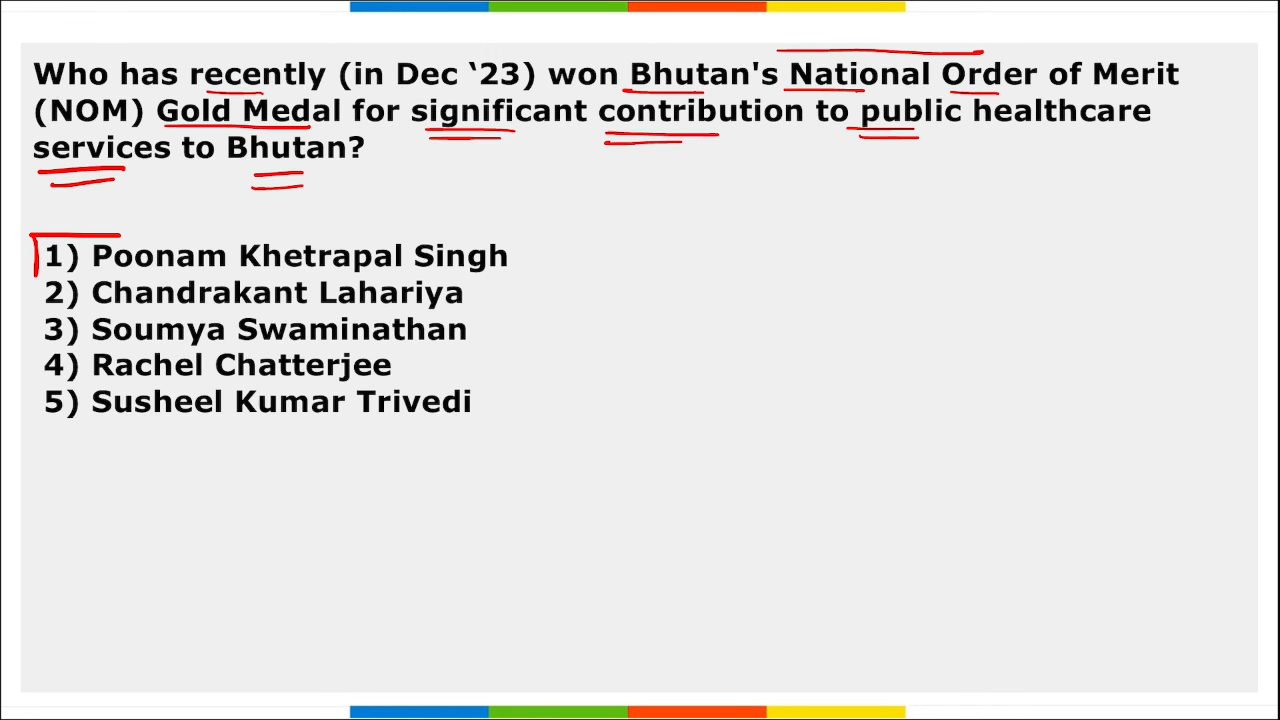 Who has recently (in Dec ‘23) won Bhutan's National Order of Merit
(NOM) Gold Medal for significant contribution to public healthcare
services to Bhutan?
1) Poonam Khetrapal Singh
2) Chandrakant Lahariya
3) Soumya Swaminathan
4) Rachel Chatterjee
5) Susheel Kumar Trivedi